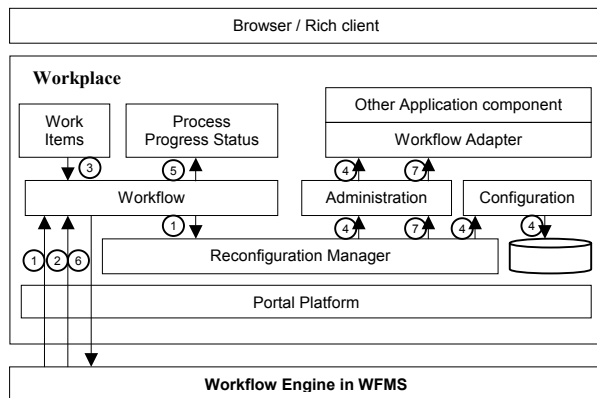 Browser / Rich client
Workplace
Work
Items
Process
Progress Status
Other Application component
Workflow Adapter
3
5
4
7
Workflow
Administration
Configuration
1
4
7
4
4
Reconfiguration Manager
1
2
6
Portal Platform
Workflow Engine in WFMS